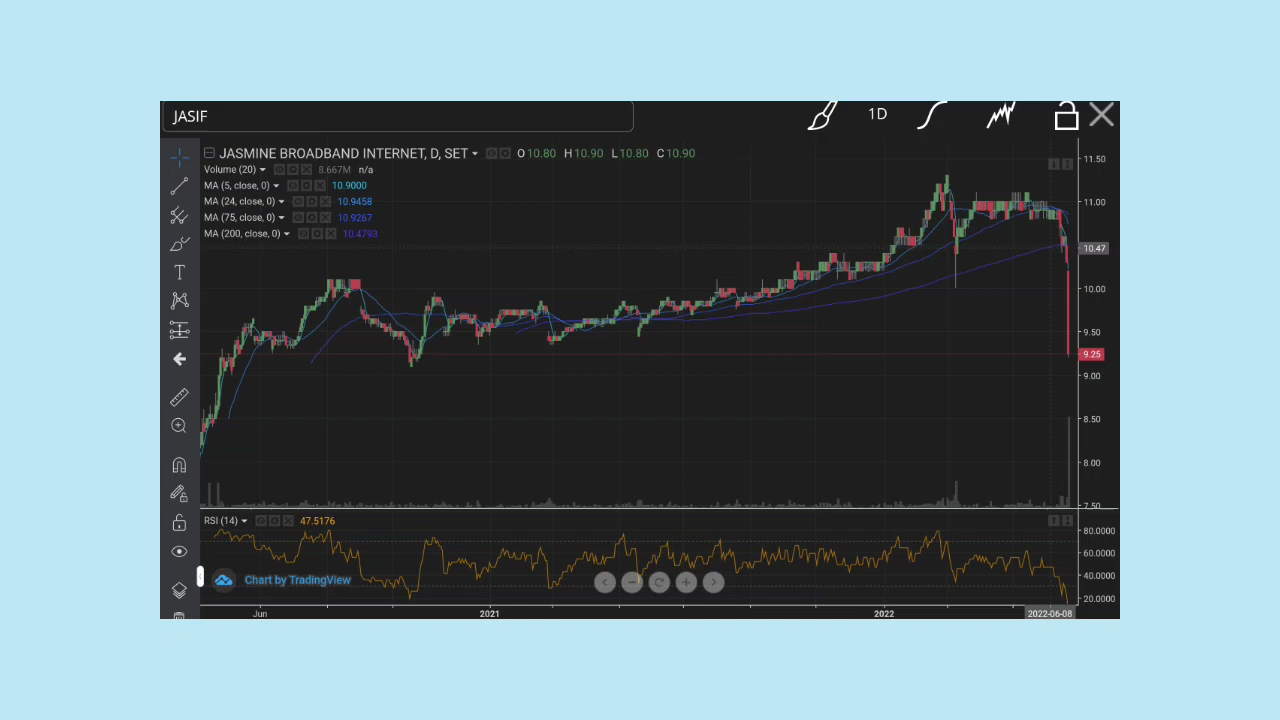 JASIF
1D
JASMINE BROADBAND INTERNET, D, SET O 10.80 H 10.90 L 10.80 C 10.90
Volume (20) 8.667M n/a
MA (5, close, 0) 10.9000
MA (24, close, 0) 10.9458
MA (75, close, 0) 10.9267
MA (200, close, 0) 10.4793
11.50
11.00
10.47
10.00
9.50
9.25
9.00
8.50
8.00
7.50
RSI (14) 47.5176
80.0000
60.0000
40.0000
20.0000
Chart by TradingView
Jun 2021 2022 2022-06-08